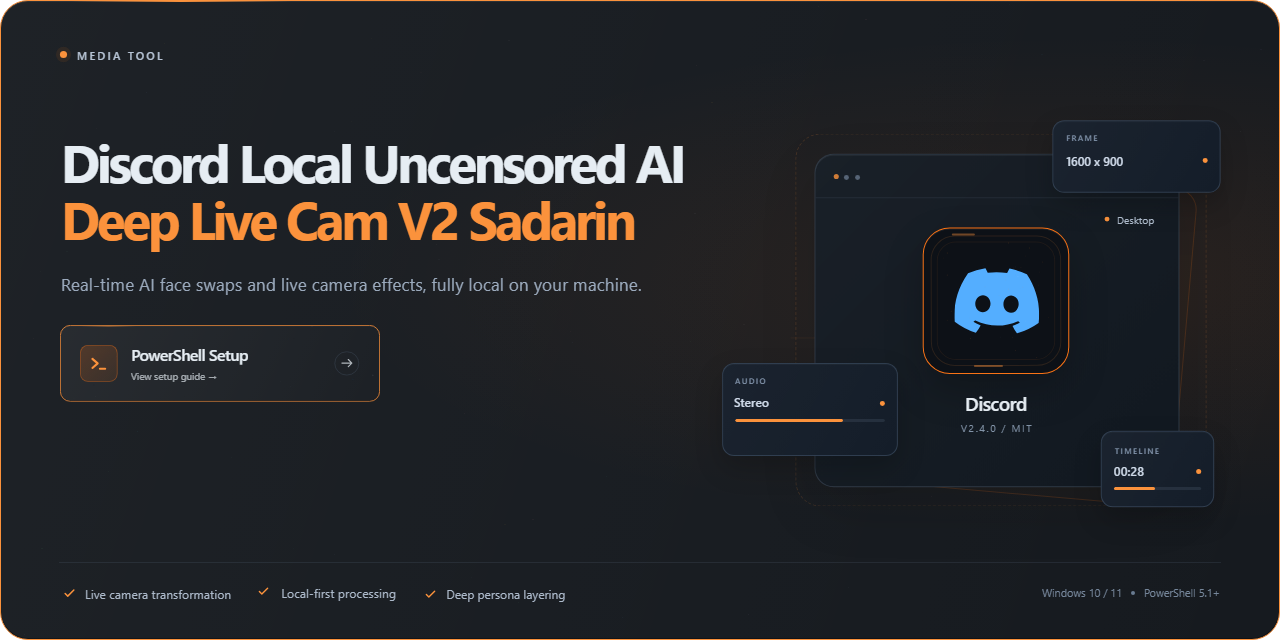 MEDIA TOOL
Discord Local Uncensored AI
Deep Live Cam V2 Sadarin
Real-time AI face swaps and live camera effects, fully local on your machine.
PowerShell Setup
View setup guide →
FRAME
1600 x 900
Desktop
AUDIO
Stereo
Discord
V2.4.0 / MIT
TIMELINE
00:28
Live camera transformation
Local-first processing
Deep persona layering
Windows 10 / 11 • PowerShell 5.1+